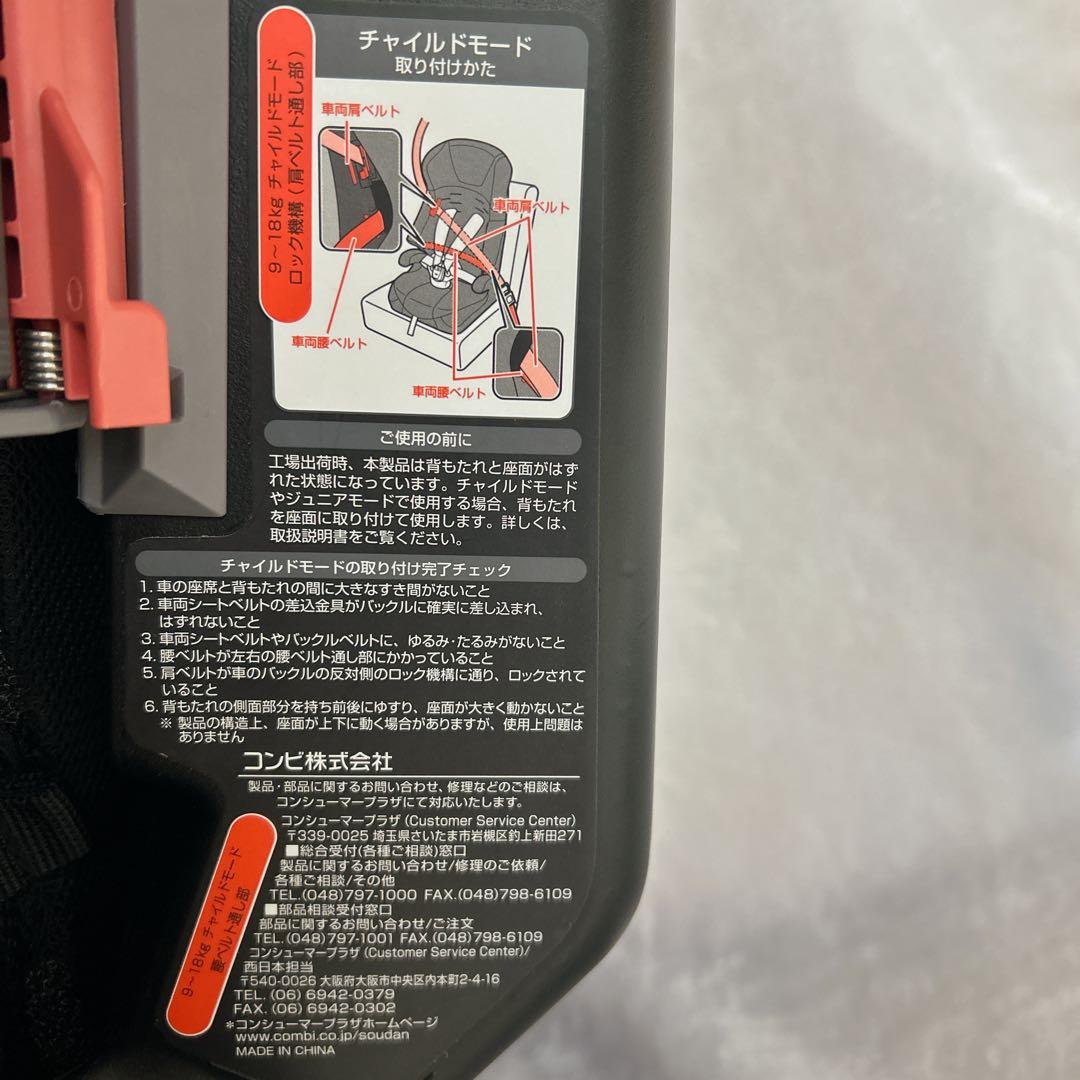 チャイルドモード
取り付けかた
9～18kg チャイルドモード
ロック機構（肩ベルト通し部）
車両肩ベルト
車両肩ベルト
車両腰ベルト
車両腰ベルト
ご使用の前に
工場出荷時、本製品は背もたれと座面がはず
れた状態になっています。チャイルドモード
やジュニアモードで使用する場合、背もたれ
を座面に取り付けて使用します。詳しくは、
取扱説明書をご覧ください。
チャイルドモードの取り付け完了チェック
1. 車の座席と背もたれの間に大きなすき間がないこと
2. 車両シートベルトの差込金具がバックルに確実に差し込まれ、
はずれないこと
3. 車両シートベルトやバックルベルトに、ゆるみ・たるみがないこと
4. 腰ベルトが左右の腰ベルト通し部にかかっていること
5. 肩ベルトが車のバックルの反対側のロック機構に通り、ロックされて
いること
6. 背もたれの側面部分を持ち前後にゆすり、座面が大きく動かないこと
※ 製品の構造上、座面が上下に動く場合がありますが、使用上問題は
ありません
コンビ株式会社
製品・部品に関するお問い合わせ、修理などのご相談は、
コンシューマープラザにて対応いたします。
コンシューマープラザ (Customer Service Center)
〒339-0025 埼玉県さいたま市岩槻区釣上新田271
■総合受付(各種ご相談)窓口
製品に関するお問い合わせ/修理のご依頼/
各種ご相談/その他
TEL.(048)797-1000 FAX.(048)798-6109
■部品相談受付窓口
部品に関するお問い合わせ/ご注文
TEL.(048)797-1001 FAX.(048)798-6109
コンシューマープラザ (Customer Service Center)/
西日本担当
〒540-0026 大阪府大阪市中央区内本町2-4-16
TEL. (06) 6942-0379
FAX. (06) 6942-0302
*コンシューマープラザホームページ
www.combi.co.jp/soudan
MADE IN CHINA
9～18kg チャイルドモード
腰ベルト通し部